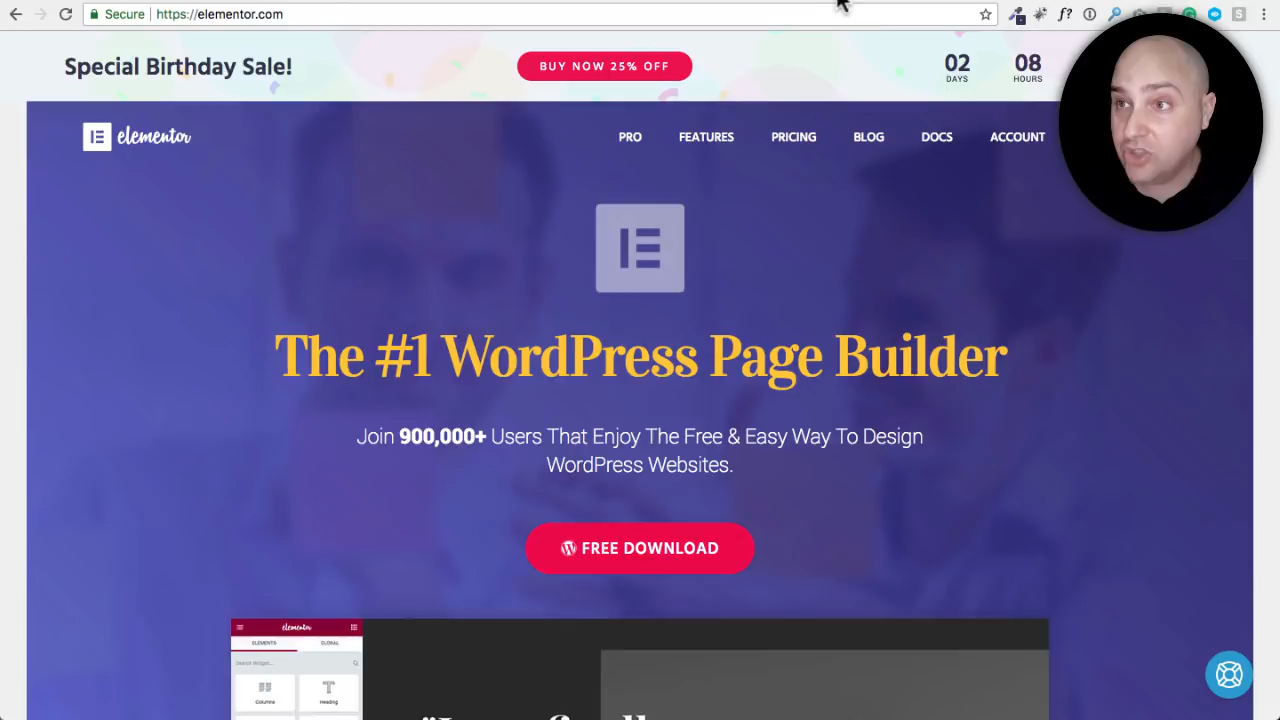 Secure https://elementor.com
Special Birthday Sale!
BUY NOW 25% OFF
02 08
DAYS HOURS
elementor
PRO FEATURES PRICING BLOG DOCS ACCOUNT
The #1 WordPress Page Builder
Join 900,000+ Users That Enjoy The Free & Easy Way To Design
WordPress Websites.
FREE DOWNLOAD
elementor
ELEMENTS GLOBAL
Search Widget...
Columns Heading